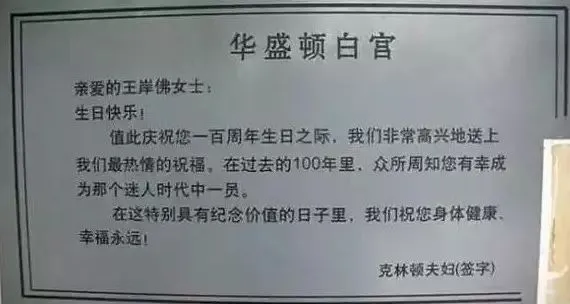 华盛顿白宫
亲爱的王岸佛女士：
生日快乐！
值此庆祝您一百周年生日之际，我们非常高兴地送上
我们最热情的祝福。在过去的100年里，众所周知您有幸成
为那个迷人时代中一员。
在这特别具有纪念价值的日子里，我们祝您身体健康、
幸福永远！
克林顿夫妇(签字)